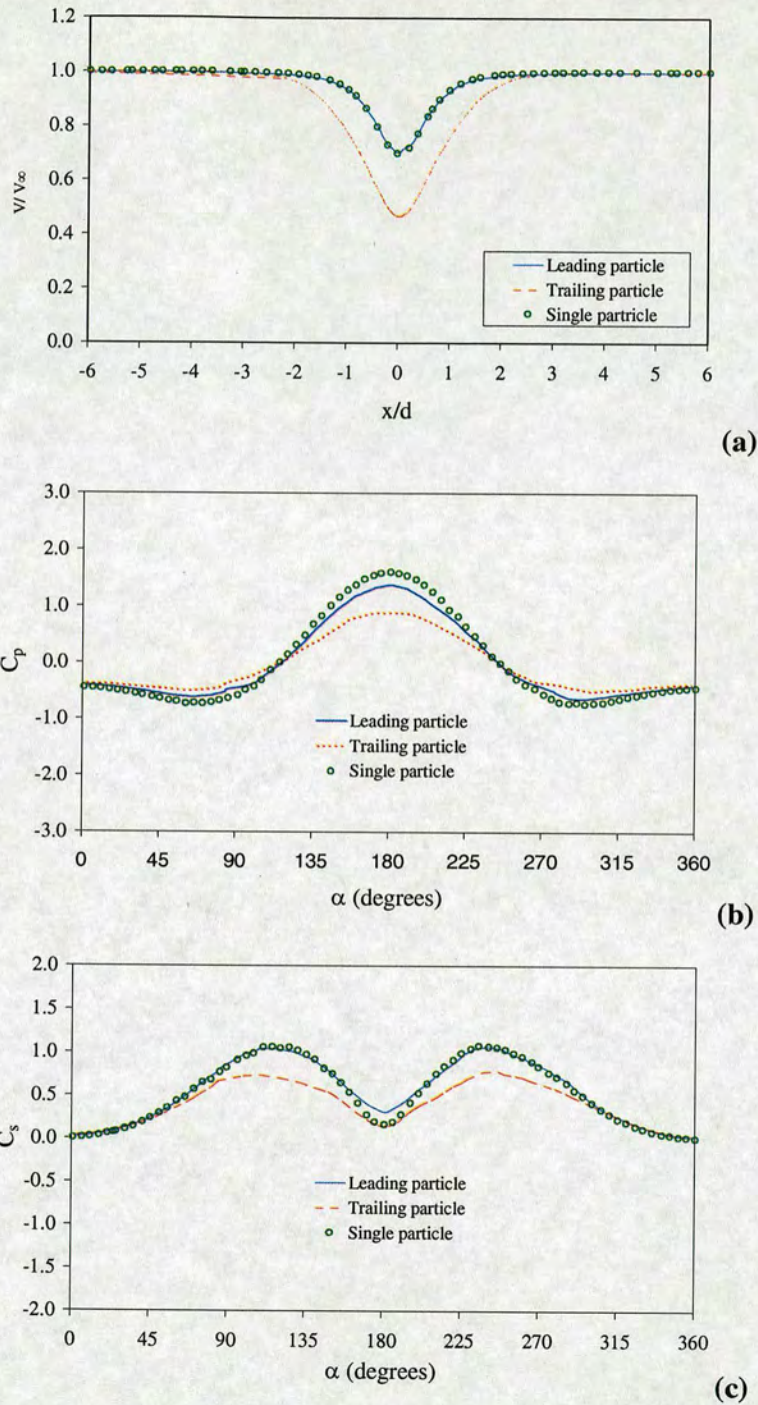 1.2
1.0
0.8
0.6
0.4
0.2
0.0
v/ v∞
Leading particle
Trailing particle
Single partricle
-6 -5 -4 -3 -2 -1 0 1 2 3 4 5 6
x/d
(a)
3.0
2.0
1.0
0.0
-1.0
-2.0
-3.0
Cp
Leading particle
Trailing particle
Single particle
0 45 90 135 180 225 270 315 360
α (degrees)
(b)
2.0
1.5
1.0
0.5
0.0
-0.5
-1.0
-1.5
-2.0
Cs
Leading particle
Trailing particle
Single particle
0 45 90 135 180 225 270 315 360
α (degrees)
(c)